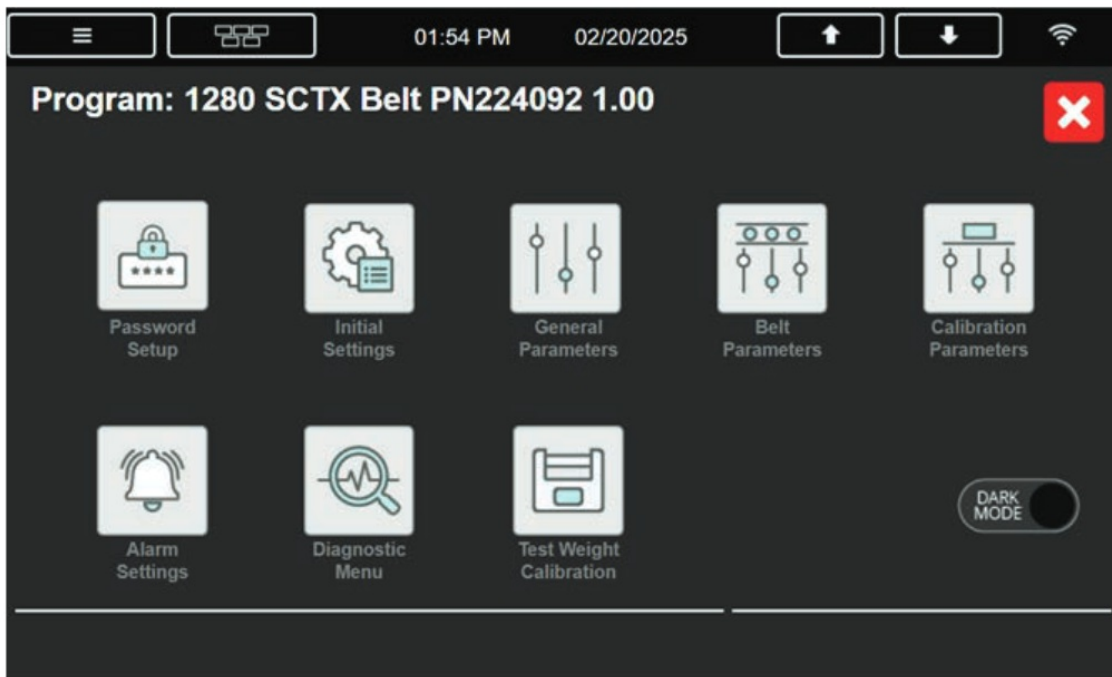 01:54 PM 02/20/2025
Program: 1280 SCTX Belt PN224092 1.00
****
Password
Setup
Initial
Settings
General
Parameters
Belt
Parameters
Calibration
Parameters
Alarm
Settings
Diagnostic
Menu
Test Weight
Calibration
DARK
MODE